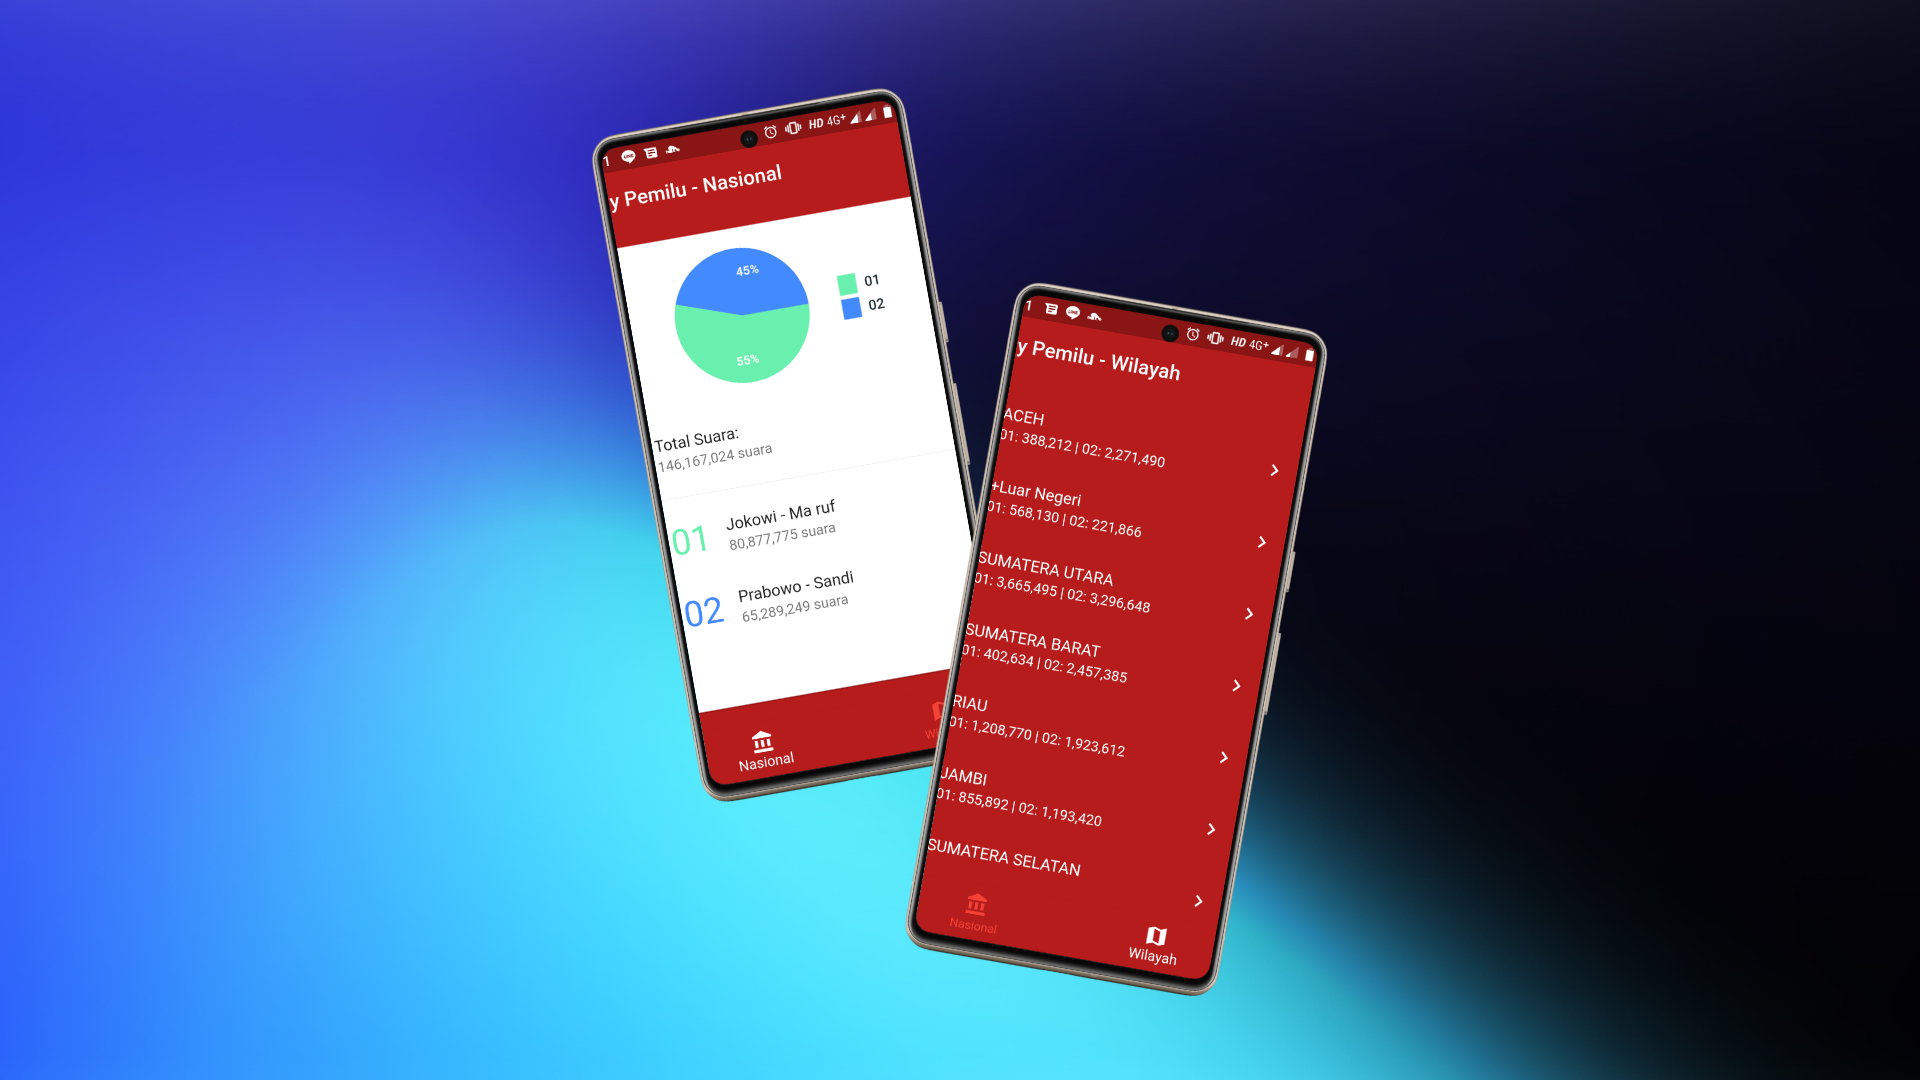 1 LINE HD 4G+
y Pemilu - Nasional
45%
55%
01
02
Total Suara:
146,167,024 suara
01 Jokowi - Ma ruf
80,877,775 suara
02 Prabowo - Sandi
65,289,249 suara
Nasional
Wi
1 LINE HD 4G+
y Pemilu - Wilayah
ACEH
01: 388,212 | 02: 2,271,490
+Luar Negeri
01: 568,130 | 02: 221,866
SUMATERA UTARA
01: 3,665,495 | 02: 3,296,648
SUMATERA BARAT
01: 402,634 | 02: 2,457,385
RIAU
01: 1,208,770 | 02: 1,923,612
JAMBI
01: 855,892 | 02: 1,193,420
SUMATERA SELATAN
Nasional
Wilayah